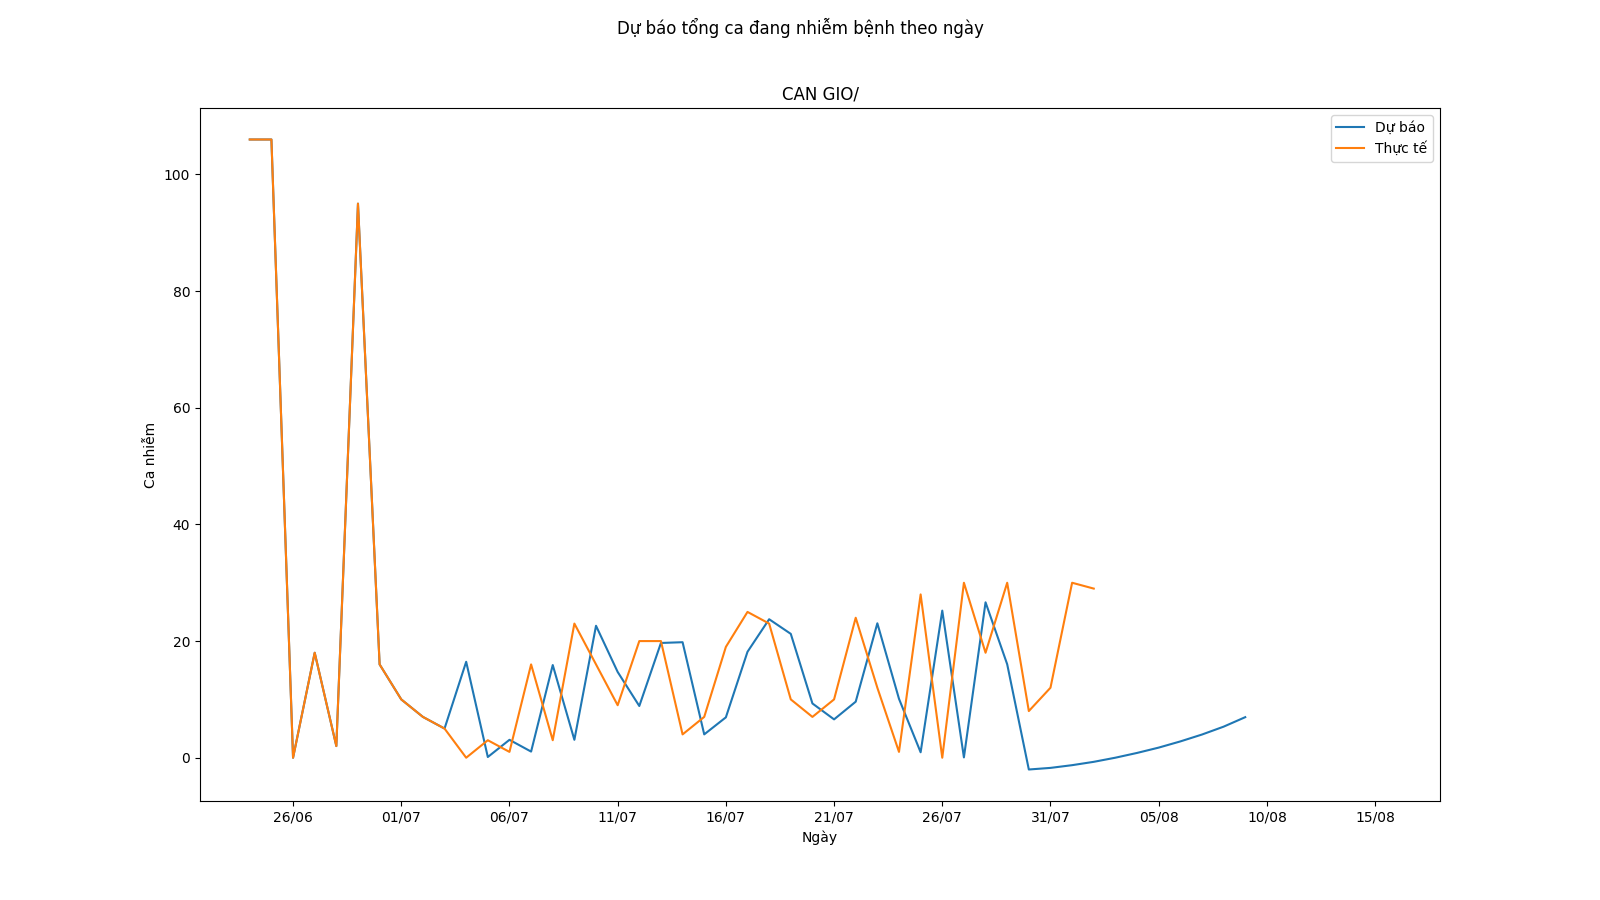 Dự báo tổng ca đang nhiễm bệnh theo ngày
CAN GIO/
Dự báo
Thực tế
100
80
60
40
20
0
Ca nhiễm
26/06 01/07 06/07 11/07 16/07 21/07 26/07 31/07 05/08 10/08 15/08
Ngày